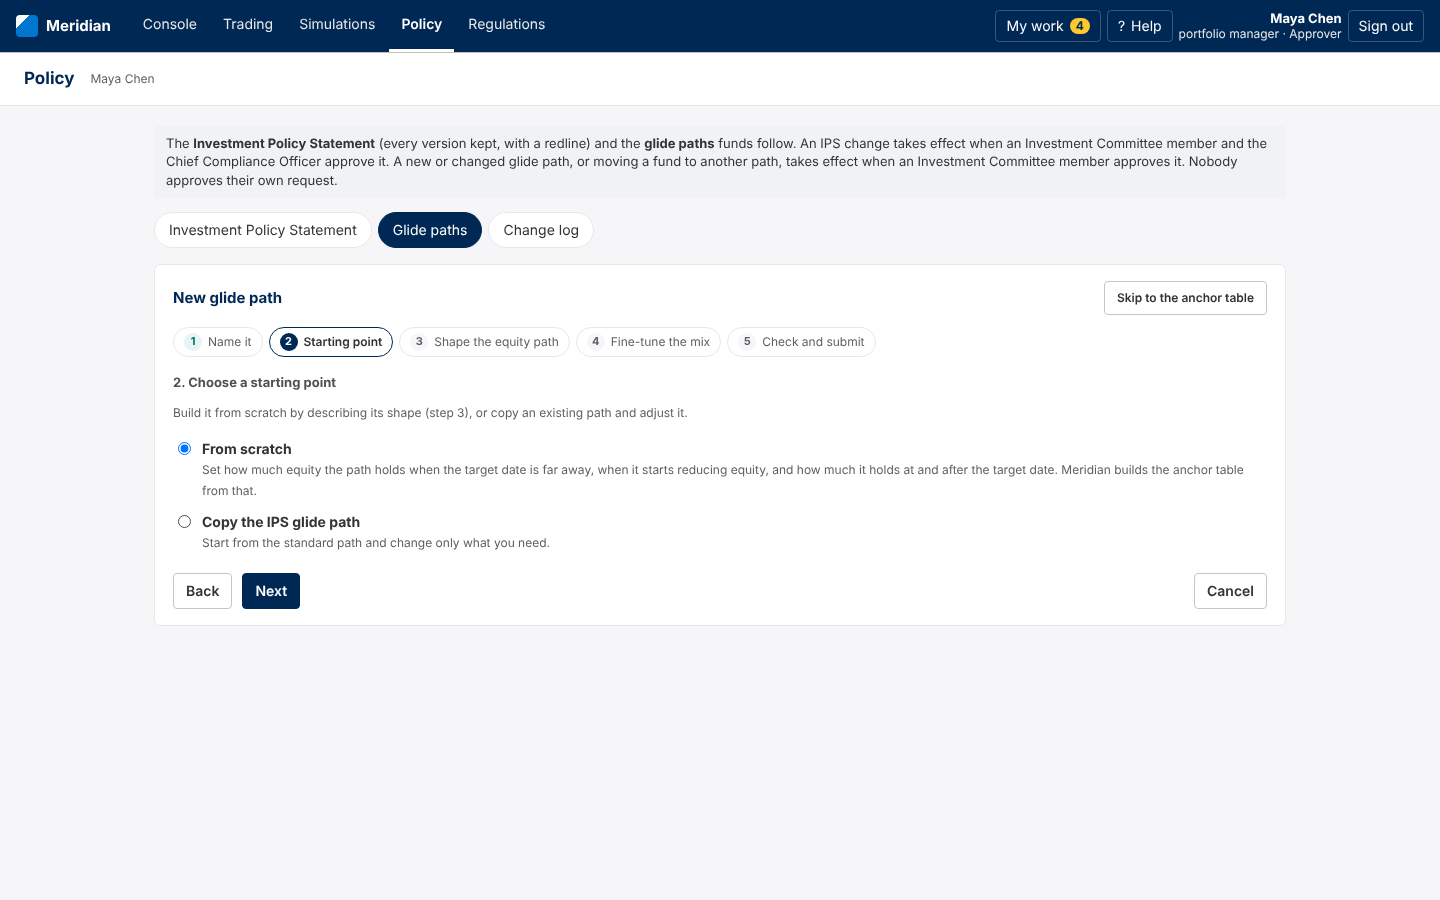 Meridian
Console
Trading
Simulations
Policy
Regulations
My work 4
? Help
Maya Chen
portfolio manager · Approver
Sign out
Policy
Maya Chen
The Investment Policy Statement (every version kept, with a redline) and the glide paths funds follow. An IPS change takes effect when an Investment Committee member and the
Chief Compliance Officer approve it. A new or changed glide path, or moving a fund to another path, takes effect when an Investment Committee member approves it. Nobody
approves their own request.
Investment Policy Statement
Glide paths
Change log
New glide path
Skip to the anchor table
1 Name it
2 Starting point
3 Shape the equity path
4 Fine-tune the mix
5 Check and submit
2. Choose a starting point
Build it from scratch by describing its shape (step 3), or copy an existing path and adjust it.
From scratch
Set how much equity the path holds when the target date is far away, when it starts reducing equity, and how much it holds at and after the target date. Meridian builds the anchor table
from that.
Copy the IPS glide path
Start from the standard path and change only what you need.
Back
Next
Cancel